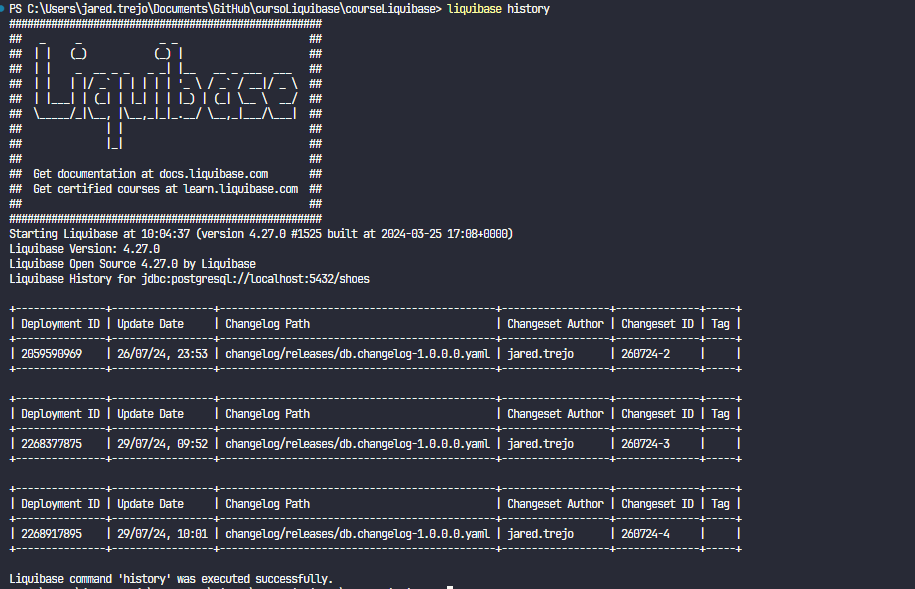 PS C:\Users\jared.trejo\Documents\GitHub\cursoLiquibase\courseLiquibase> liquibase history
####################################################
##   _     _             _ _                      ##
##  | |   (_)           (_) |                     ##
##  | |    _  __ _ _   _ _| |__   __ _ ___  ___   ##
##  | |   | |/ _` | | | | | '_ \ / _` / __|/ _ \  ##
##  | |___| | (_| | |_| | | |_) | (_| \__ \  __/  ##
##  \_____/_|\__, |\__,_|_|_.__/ \__,_|___/\___|  ##
##              | |                               ##
##              |_|                               ##
##                                                ##
##  Get documentation at docs.liquibase.com       ##
##  Get certified courses at learn.liquibase.com  ##
##                                                ##
####################################################
Starting Liquibase at 10:04:37 (version 4.27.0 #1525 built at 2024-03-25 17:08+0000)
Liquibase Version: 4.27.0
Liquibase Open Source 4.27.0 by Liquibase
Liquibase History for jdbc:postgresql://localhost:5432/shoes
+---------------+-----------------+-----------------------------------------------+------------------+--------------+-----+
| Deployment ID | Update Date     | Changelog Path                                | Changeset Author | Changeset ID | Tag |
+---------------+-----------------+-----------------------------------------------+------------------+--------------+-----+
| 2059590969    | 26/07/24, 23:53 | changelog/releases/db.changelog-1.0.0.0.yaml | jared.trejo      | 260724-2     |     |
+---------------+-----------------+-----------------------------------------------+------------------+--------------+-----+
+---------------+-----------------+-----------------------------------------------+------------------+--------------+-----+
| Deployment ID | Update Date     | Changelog Path                                | Changeset Author | Changeset ID | Tag |
+---------------+-----------------+-----------------------------------------------+------------------+--------------+-----+
| 2268377875    | 29/07/24, 09:52 | changelog/releases/db.changelog-1.0.0.0.yaml | jared.trejo      | 260724-3     |     |
+---------------+-----------------+-----------------------------------------------+------------------+--------------+-----+
+---------------+-----------------+-----------------------------------------------+------------------+--------------+-----+
| Deployment ID | Update Date     | Changelog Path                                | Changeset Author | Changeset ID | Tag |
+---------------+-----------------+-----------------------------------------------+------------------+--------------+-----+
| 2268917895    | 29/07/24, 10:01 | changelog/releases/db.changelog-1.0.0.0.yaml | jared.trejo      | 260724-4     |     |
+---------------+-----------------+-----------------------------------------------+------------------+--------------+-----+
Liquibase command 'history' was executed successfully.